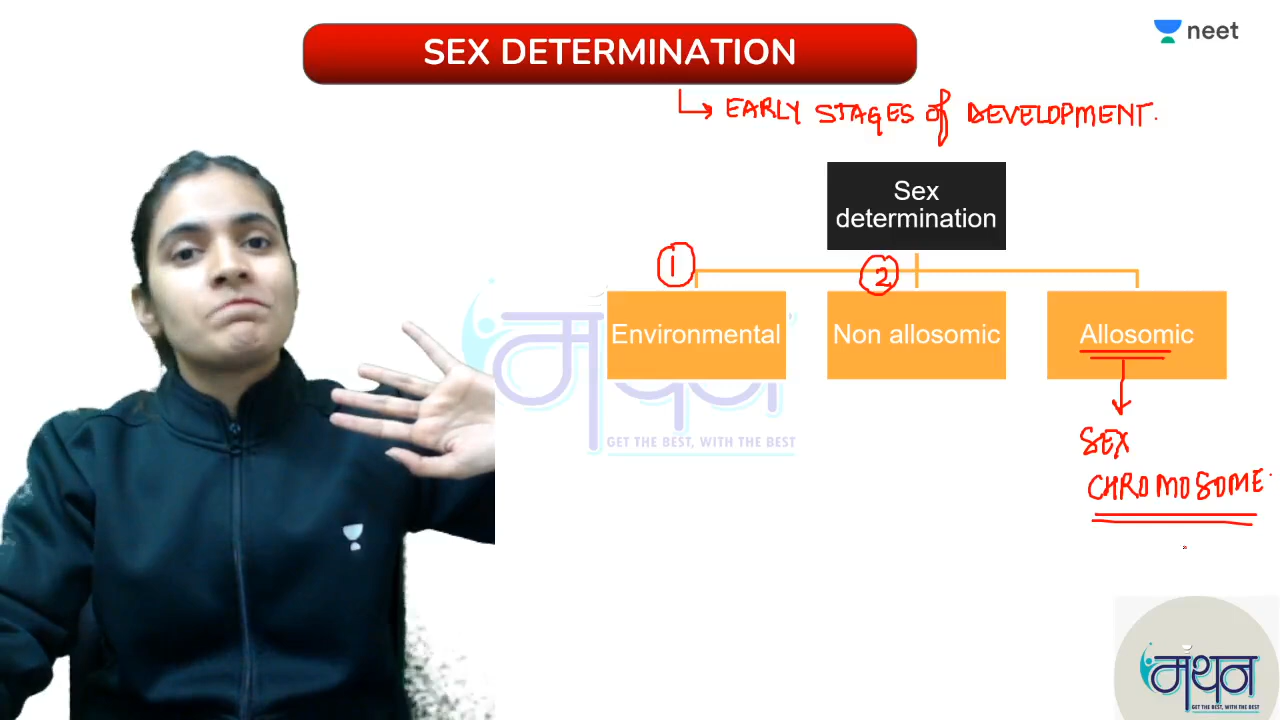 SEX DETERMINATION
neet
EARLY STAGES of DEVELOPMENT.
Sex
determination
1
2
Environmental
Non allosomic
Allosomic
मंथन
GET THE BEST, WITH THE BEST
SEX
CHROMOSOME
मंथन
GET THE BEST, WITH THE BEST